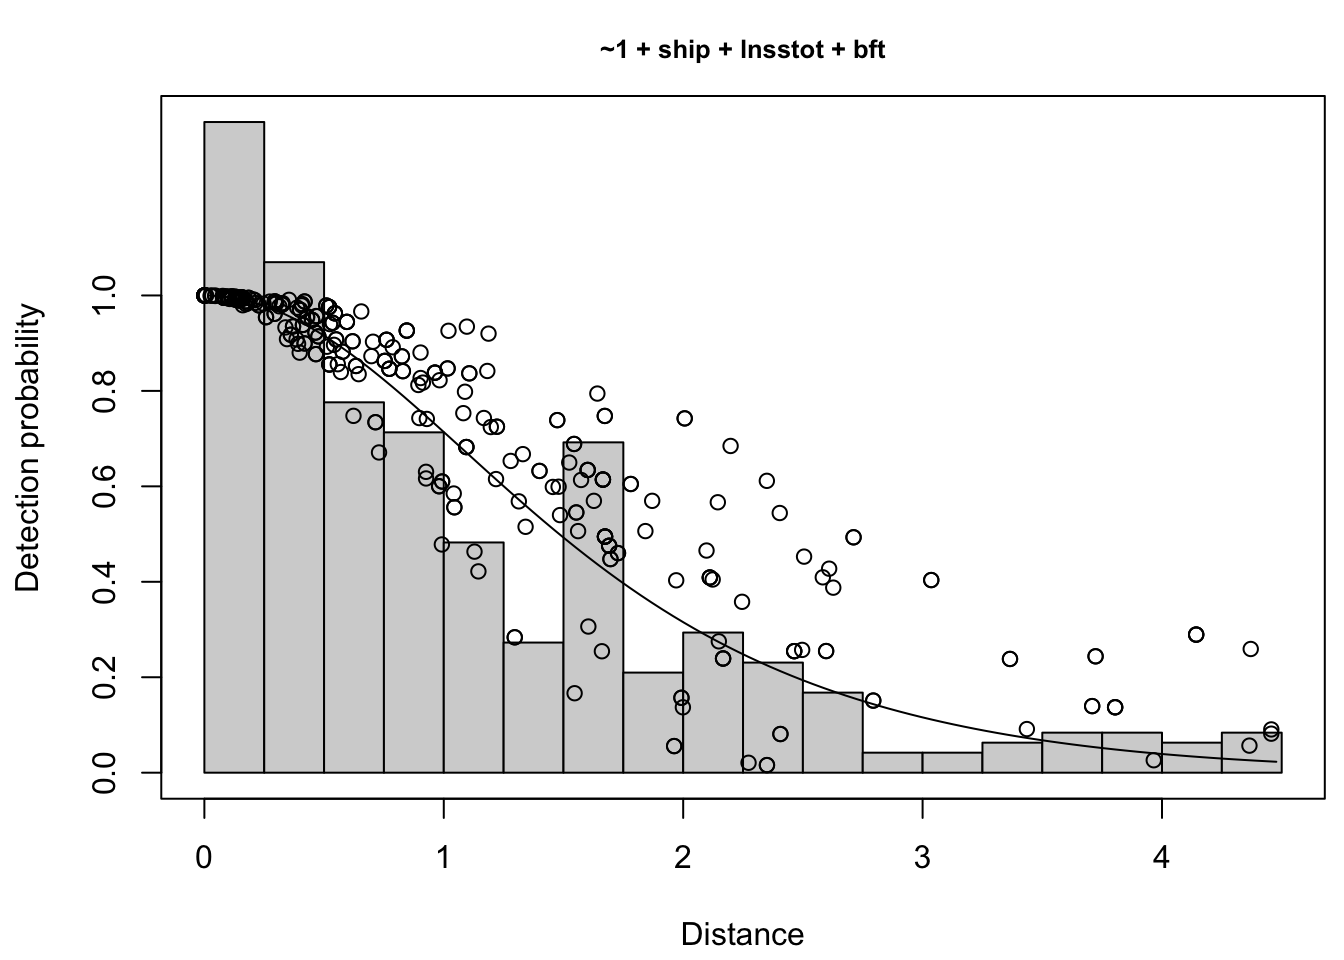 ~1 + ship + lnsstot + bft
Detection probability
1.0
0.8
0.6
0.4
0.2
0.0
0 1 2 3 4
Distance